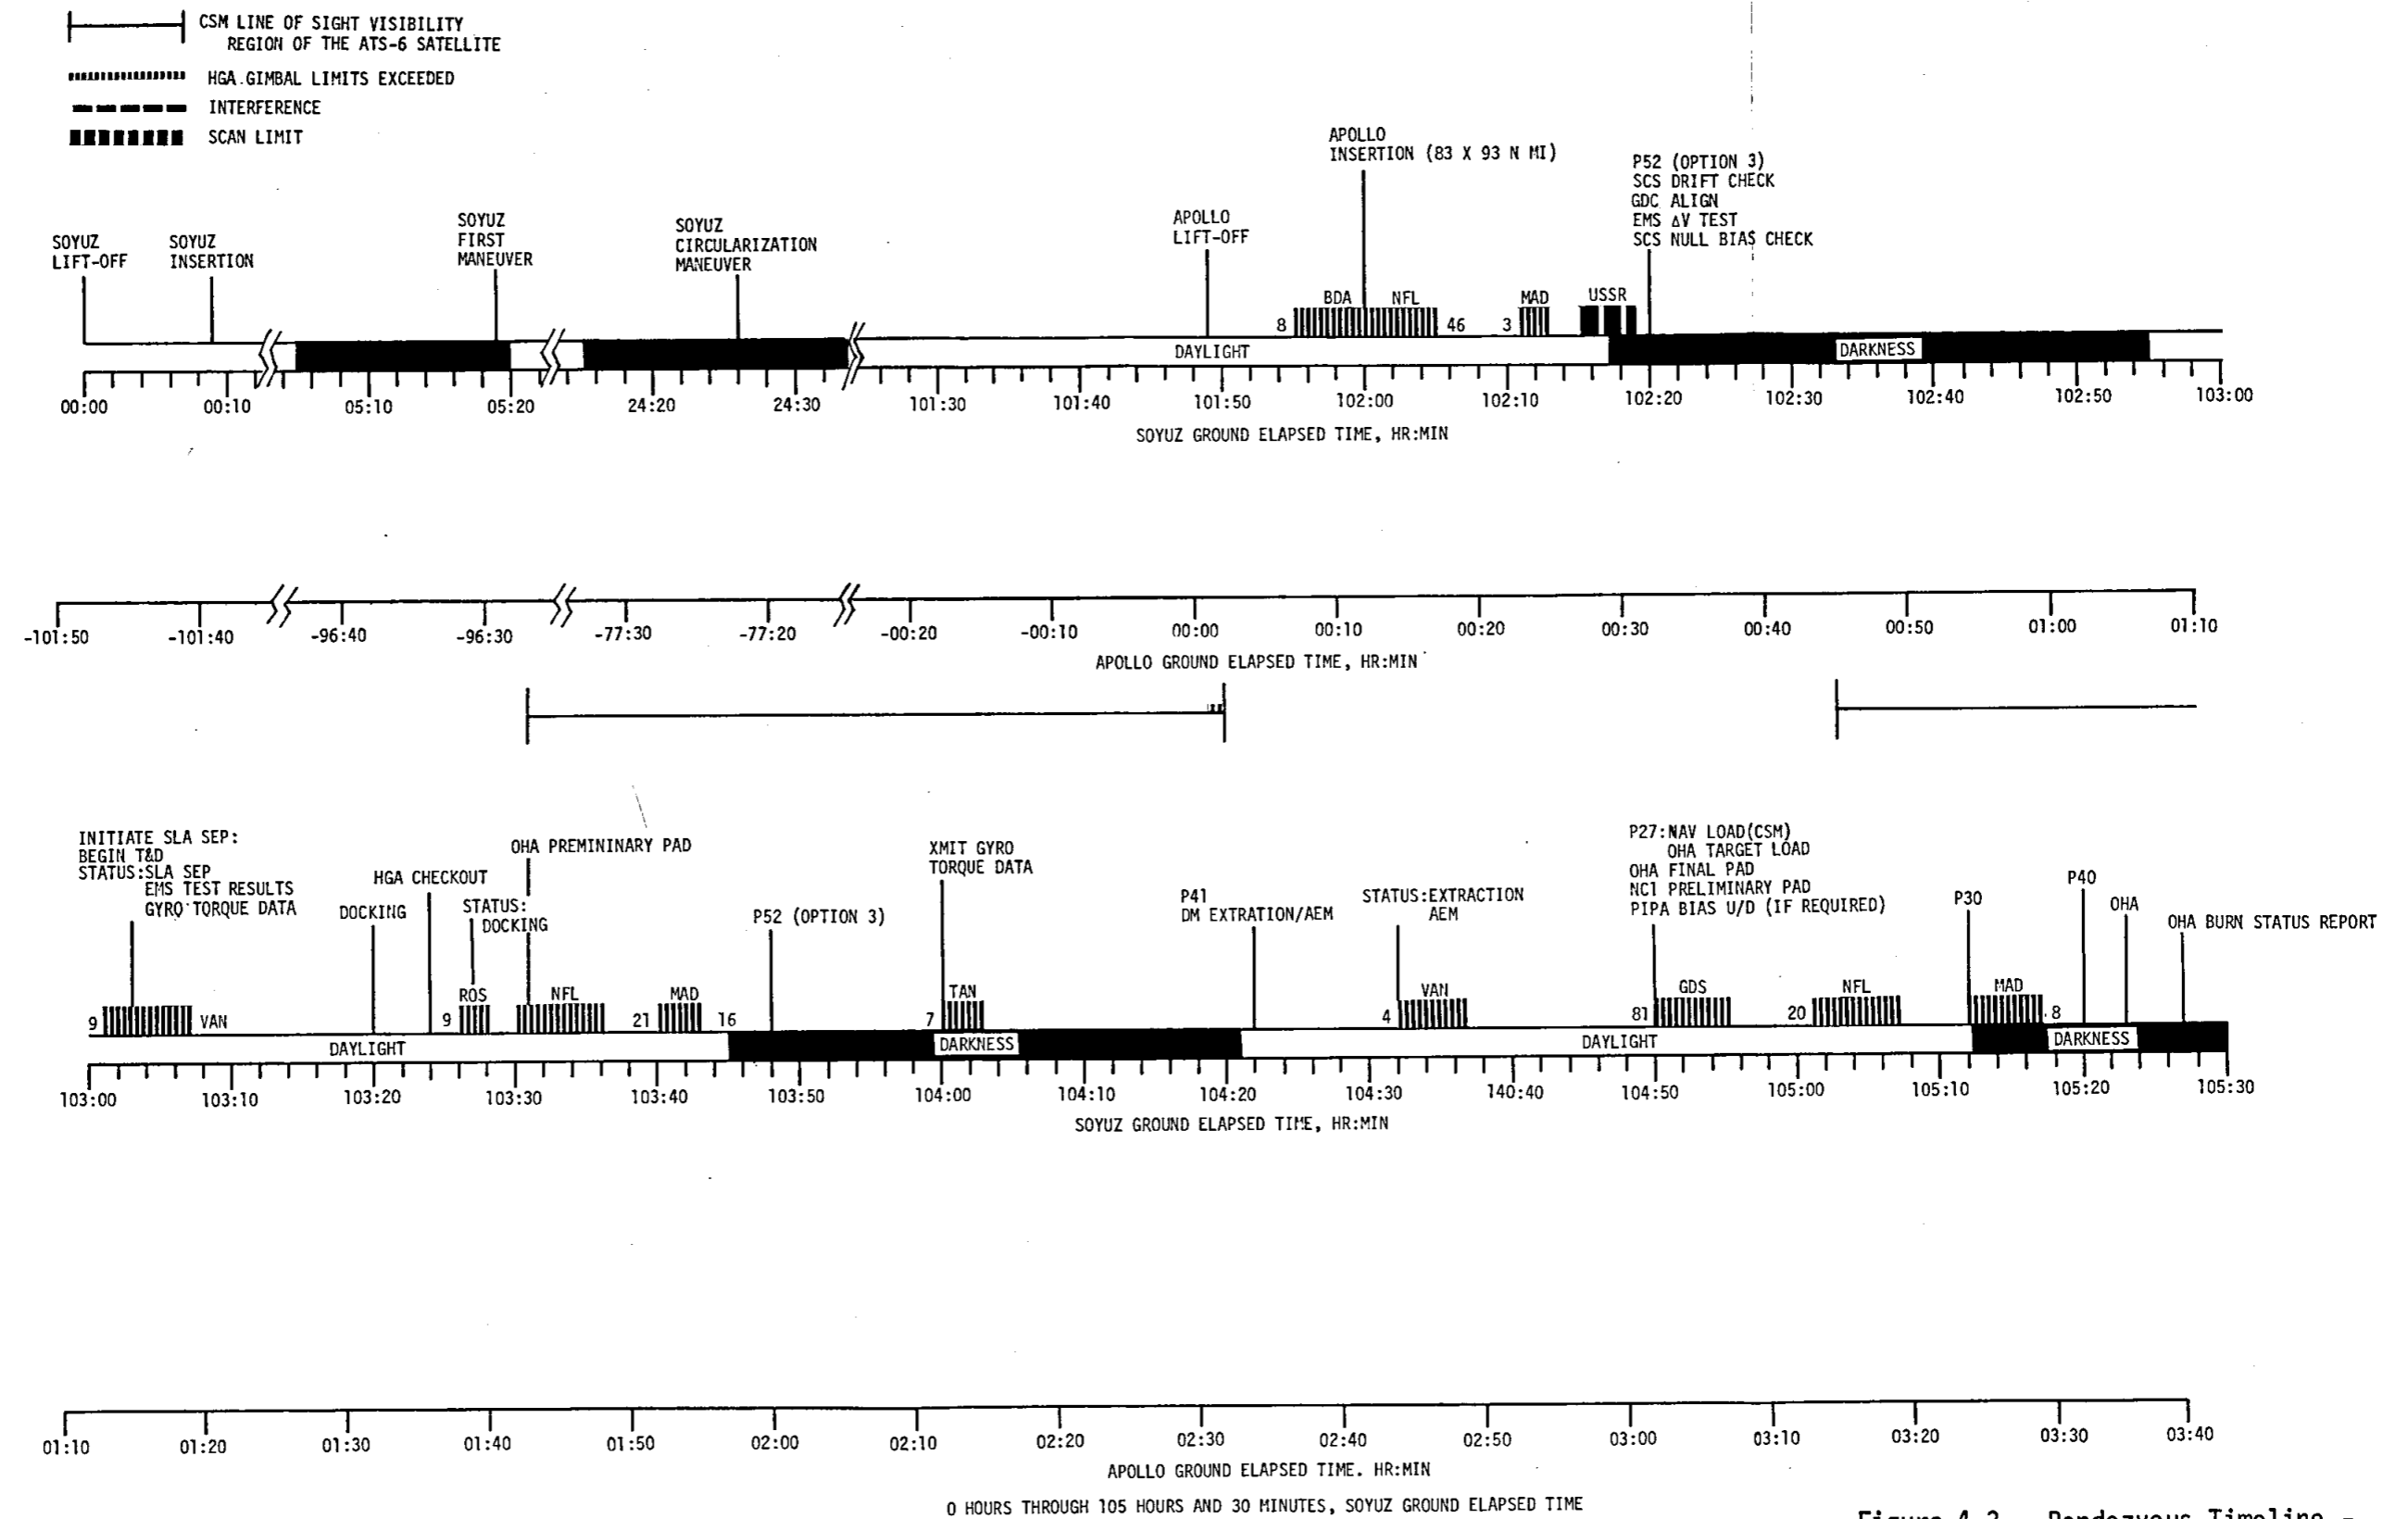 CSM LINE OF SIGHT VISIBILITY
REGION OF THE ATS-6 SATELLITE
HGA GIMBAL LIMITS EXCEEDED
INTERFERENCE
SCAN LIMIT
SOYUZ
LIFT-OFF
SOYUZ
INSERTION
SOYUZ
FIRST
MANEUVER
SOYUZ
CIRCULARIZATION
MANEUVER
APOLLO
LIFT-OFF
APOLLO
INSERTION (83 X 93 N MI)
P52 (OPTION 3)
SCS DRIFT CHECK
GDC ALIGN
EMS ΔV TEST
SCS NULL BIAS CHECK
8 BDA NFL 46 3 MAD USSR
DAYLIGHT DARKNESS
00:00 00:10 05:10 05:20 24:20 24:30 101:30 101:40 101:50 102:00 102:10 102:20 102:30 102:40 102:50 103:00
SOYUZ GROUND ELAPSED TIME, HR:MIN
-101:50 -101:40 -96:40 -96:30 -77:30 -77:20 -00:20 -00:10 00:00 00:10 00:20 00:30 00:40 00:50 01:00 01:10
APOLLO GROUND ELAPSED TIME, HR:MIN
INITIATE SLA SEP:
BEGIN T&D
STATUS:SLA SEP
EMS TEST RESULTS
GYRO TORQUE DATA
DOCKING
HGA CHECKOUT
STATUS:
DOCKING
OHA PREMININARY PAD
P52 (OPTION 3)
XMIT GYRO
TORQUE DATA
P41
DM EXTRATION/AEM
STATUS:EXTRACTION
AEM
P27:NAV LOAD(CSM)
OHA TARGET LOAD
OHA FINAL PAD
NC1 PRELIMINARY PAD
PIPA BIAS U/D (IF REQUIRED)
P30
P40
OHA
OHA BURN STATUS REPORT
9 VAN 9 ROS NFL 21 MAD 16 7 TAN 4 VAN 81 GDS 20 NFL MAD 8
DAYLIGHT DARKNESS DAYLIGHT DARKNESS
103:00 103:10 103:20 103:30 103:40 103:50 104:00 104:10 104:20 104:30 140:40 104:50 105:00 105:10 105:20 105:30
SOYUZ GROUND ELAPSED TIME, HR:MIN
01:10 01:20 01:30 01:40 01:50 02:00 02:10 02:20 02:30 02:40 02:50 03:00 03:10 03:20 03:30 03:40
APOLLO GROUND ELAPSED TIME. HR:MIN
0 HOURS THROUGH 105 HOURS AND 30 MINUTES, SOYUZ GROUND ELAPSED TIME
Figure 4-2. Rendezvous Timeline -